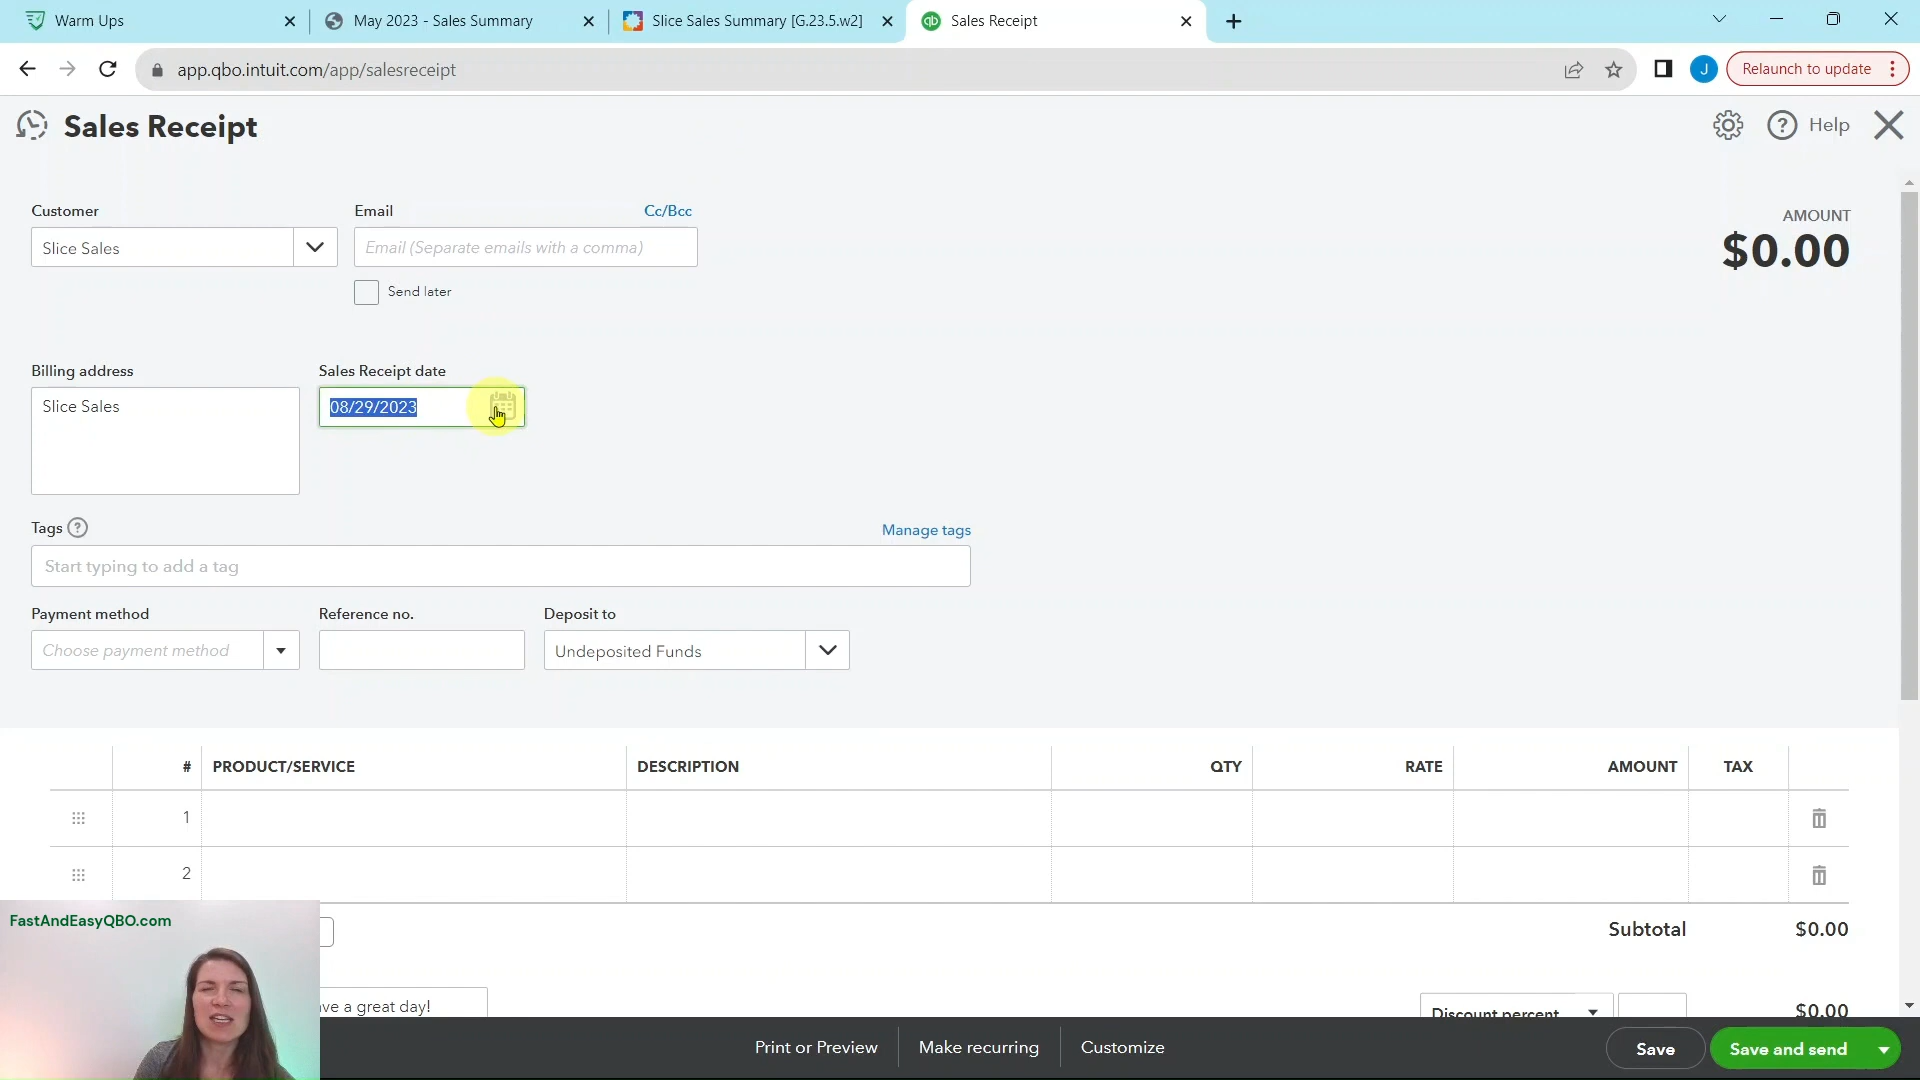 Warm Ups
May 2023 - Sales Summary
Slice Sales Summary [G.23.5.w2]
qb
Sales Receipt
app.qbo.intuit.com/app/salesreceipt
J
Relaunch to update
Sales Receipt
? Help
Customer
Email
Cc/Bcc
AMOUNT
Slice Sales
Email (Separate emails with a comma)
$0.00
Send later
Billing address
Sales Receipt date
Slice Sales
08/29/2023
Tags ?
Manage tags
Start typing to add a tag
Payment method
Reference no.
Deposit to
Choose payment method
Undeposited Funds
# PRODUCT/SERVICE DESCRIPTION QTY RATE AMOUNT TAX
1
2
FastAndEasyQBO.com
Subtotal $0.00
ve a great day!
Discount percent
$0.00
Print or Preview
Make recurring
Customize
Save
Save and send